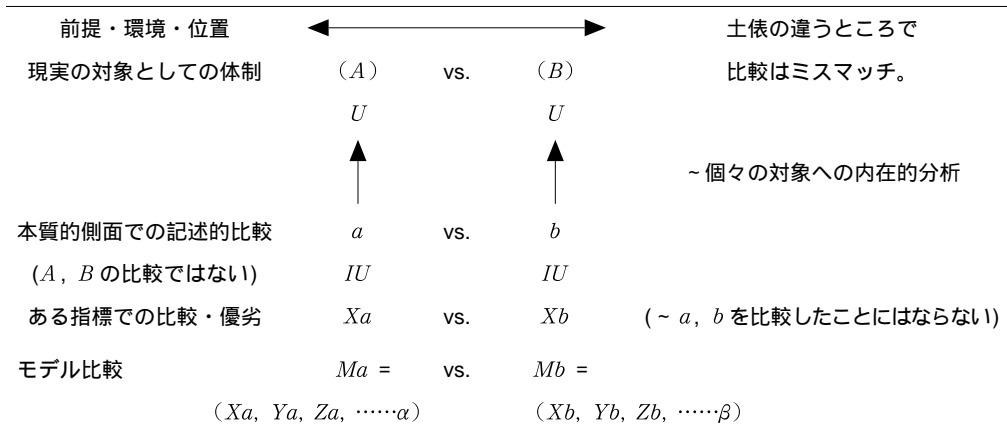 前提・環境・位置 土俵の違うところで
現実の対象としての体制 (A) vs. (B) 比較はミスマッチ。
U U
~個々の対象への内在的分析
本質的側面での記述的比較 a vs. b
(A, B の比較ではない) IU IU
ある指標での比較・優劣 Xa vs. Xb (~ a, b を比較したことにはならない)
モデル比較 Ma = vs. Mb =
(Xa, Ya, Za, ……α) (Xb, Yb, Zb, ……β)